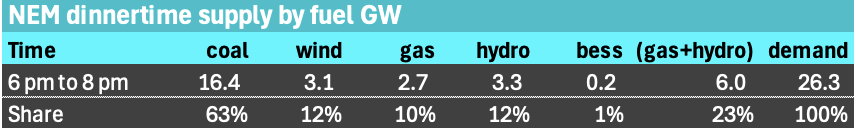 NEM dinnertime supply by fuel GW
Time coal wind gas hydro bess (gas+hydro) demand
6 pm to 8 pm 16.4 3.1 2.7 3.3 0.2 6.0 26.3
Share 63% 12% 10% 12% 1% 23% 100%